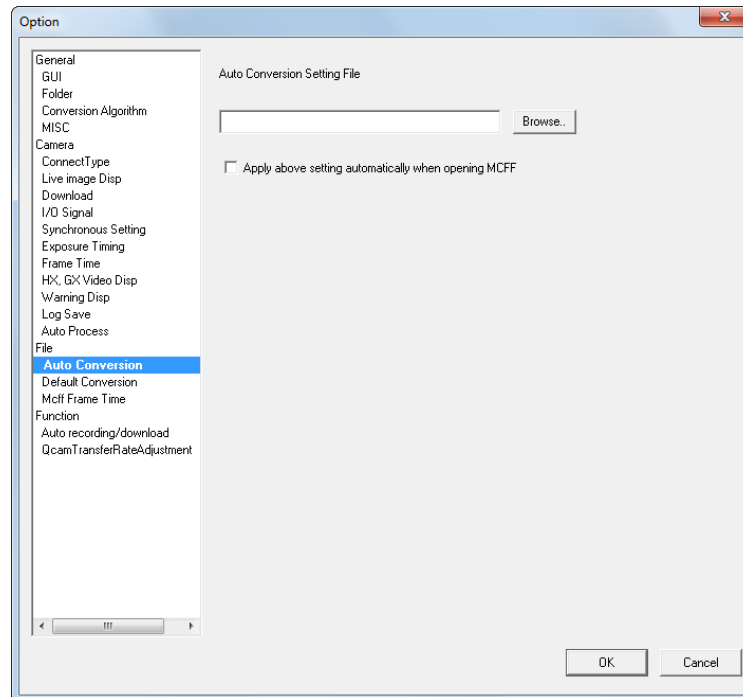 Option
General
GUI
Folder
Conversion Algorithm
MISC
Camera
ConnectType
Live image Disp
Download
I/O Signal
Synchronous Setting
Exposure Timing
Frame Time
HX, GX Video Disp
Warning Disp
Log Save
Auto Process
File
Auto Conversion
Default Conversion
Mcff Frame Time
Function
Auto recording/download
QcamTransferRateAdjustment
Auto Conversion Setting File
Browse..
Apply above setting automatically when opening MCFF
OK
Cancel